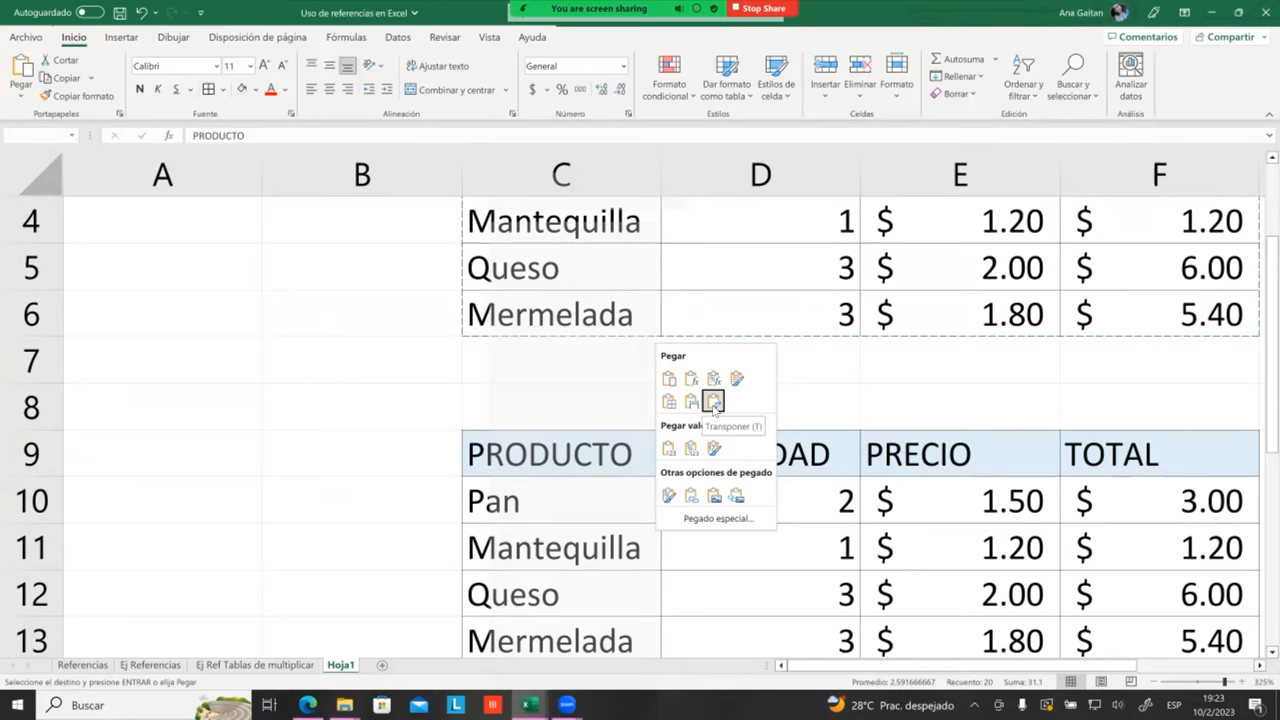 Autoguardado
Uso de referencias en Excel
You are screen sharing
Stop Share
Ana Gaitan
Archivo Inicio Insertar Dibujar Disposición de página Fórmulas Datos Revisar Vista Ayuda
Comentarios Compartir
Pegar
Cortar
Copiar
Copiar formato
Portapapeles
Calibri 11
N K S
Fuente
Ajustar texto
Combinar y centrar
Alineación
General
$ % 000
Número
Formato condicional
Dar formato como tabla
Estilos de celda
Estilos
Insertar Eliminar Formato
Celdas
Autosuma
Rellenar
Borrar
Ordenar y filtrar
Buscar y seleccionar
Edición
Analizar datos
Análisis
fx PRODUCTO
A B C D E F
4 Mantequilla 1 $ 1.20 $ 1.20
5 Queso 3 $ 2.00 $ 6.00
6 Mermelada 3 $ 1.80 $ 5.40
7
8
Pegar
Transponer (T)
Pegar val
Otras opciones de pegado
Pegado especial...
9 PRODUCTO DAD PRECIO TOTAL
10 Pan 2 $ 1.50 $ 3.00
11 Mantequilla 1 $ 1.20 $ 1.20
12 Queso 3 $ 2.00 $ 6.00
13 Mermelada 3 $ 1.80 $ 5.40
Referencias Ej Referencias Ej Ref Tablas de multiplicar Hoja1
Seleccione el destino y presione ENTRAR o elija Pegar
Promedio: 2.591666667 Recuento: 20 Suma: 31.1
325%
Buscar
28°C Prac. despejado
ESP
19:23
10/2/2023